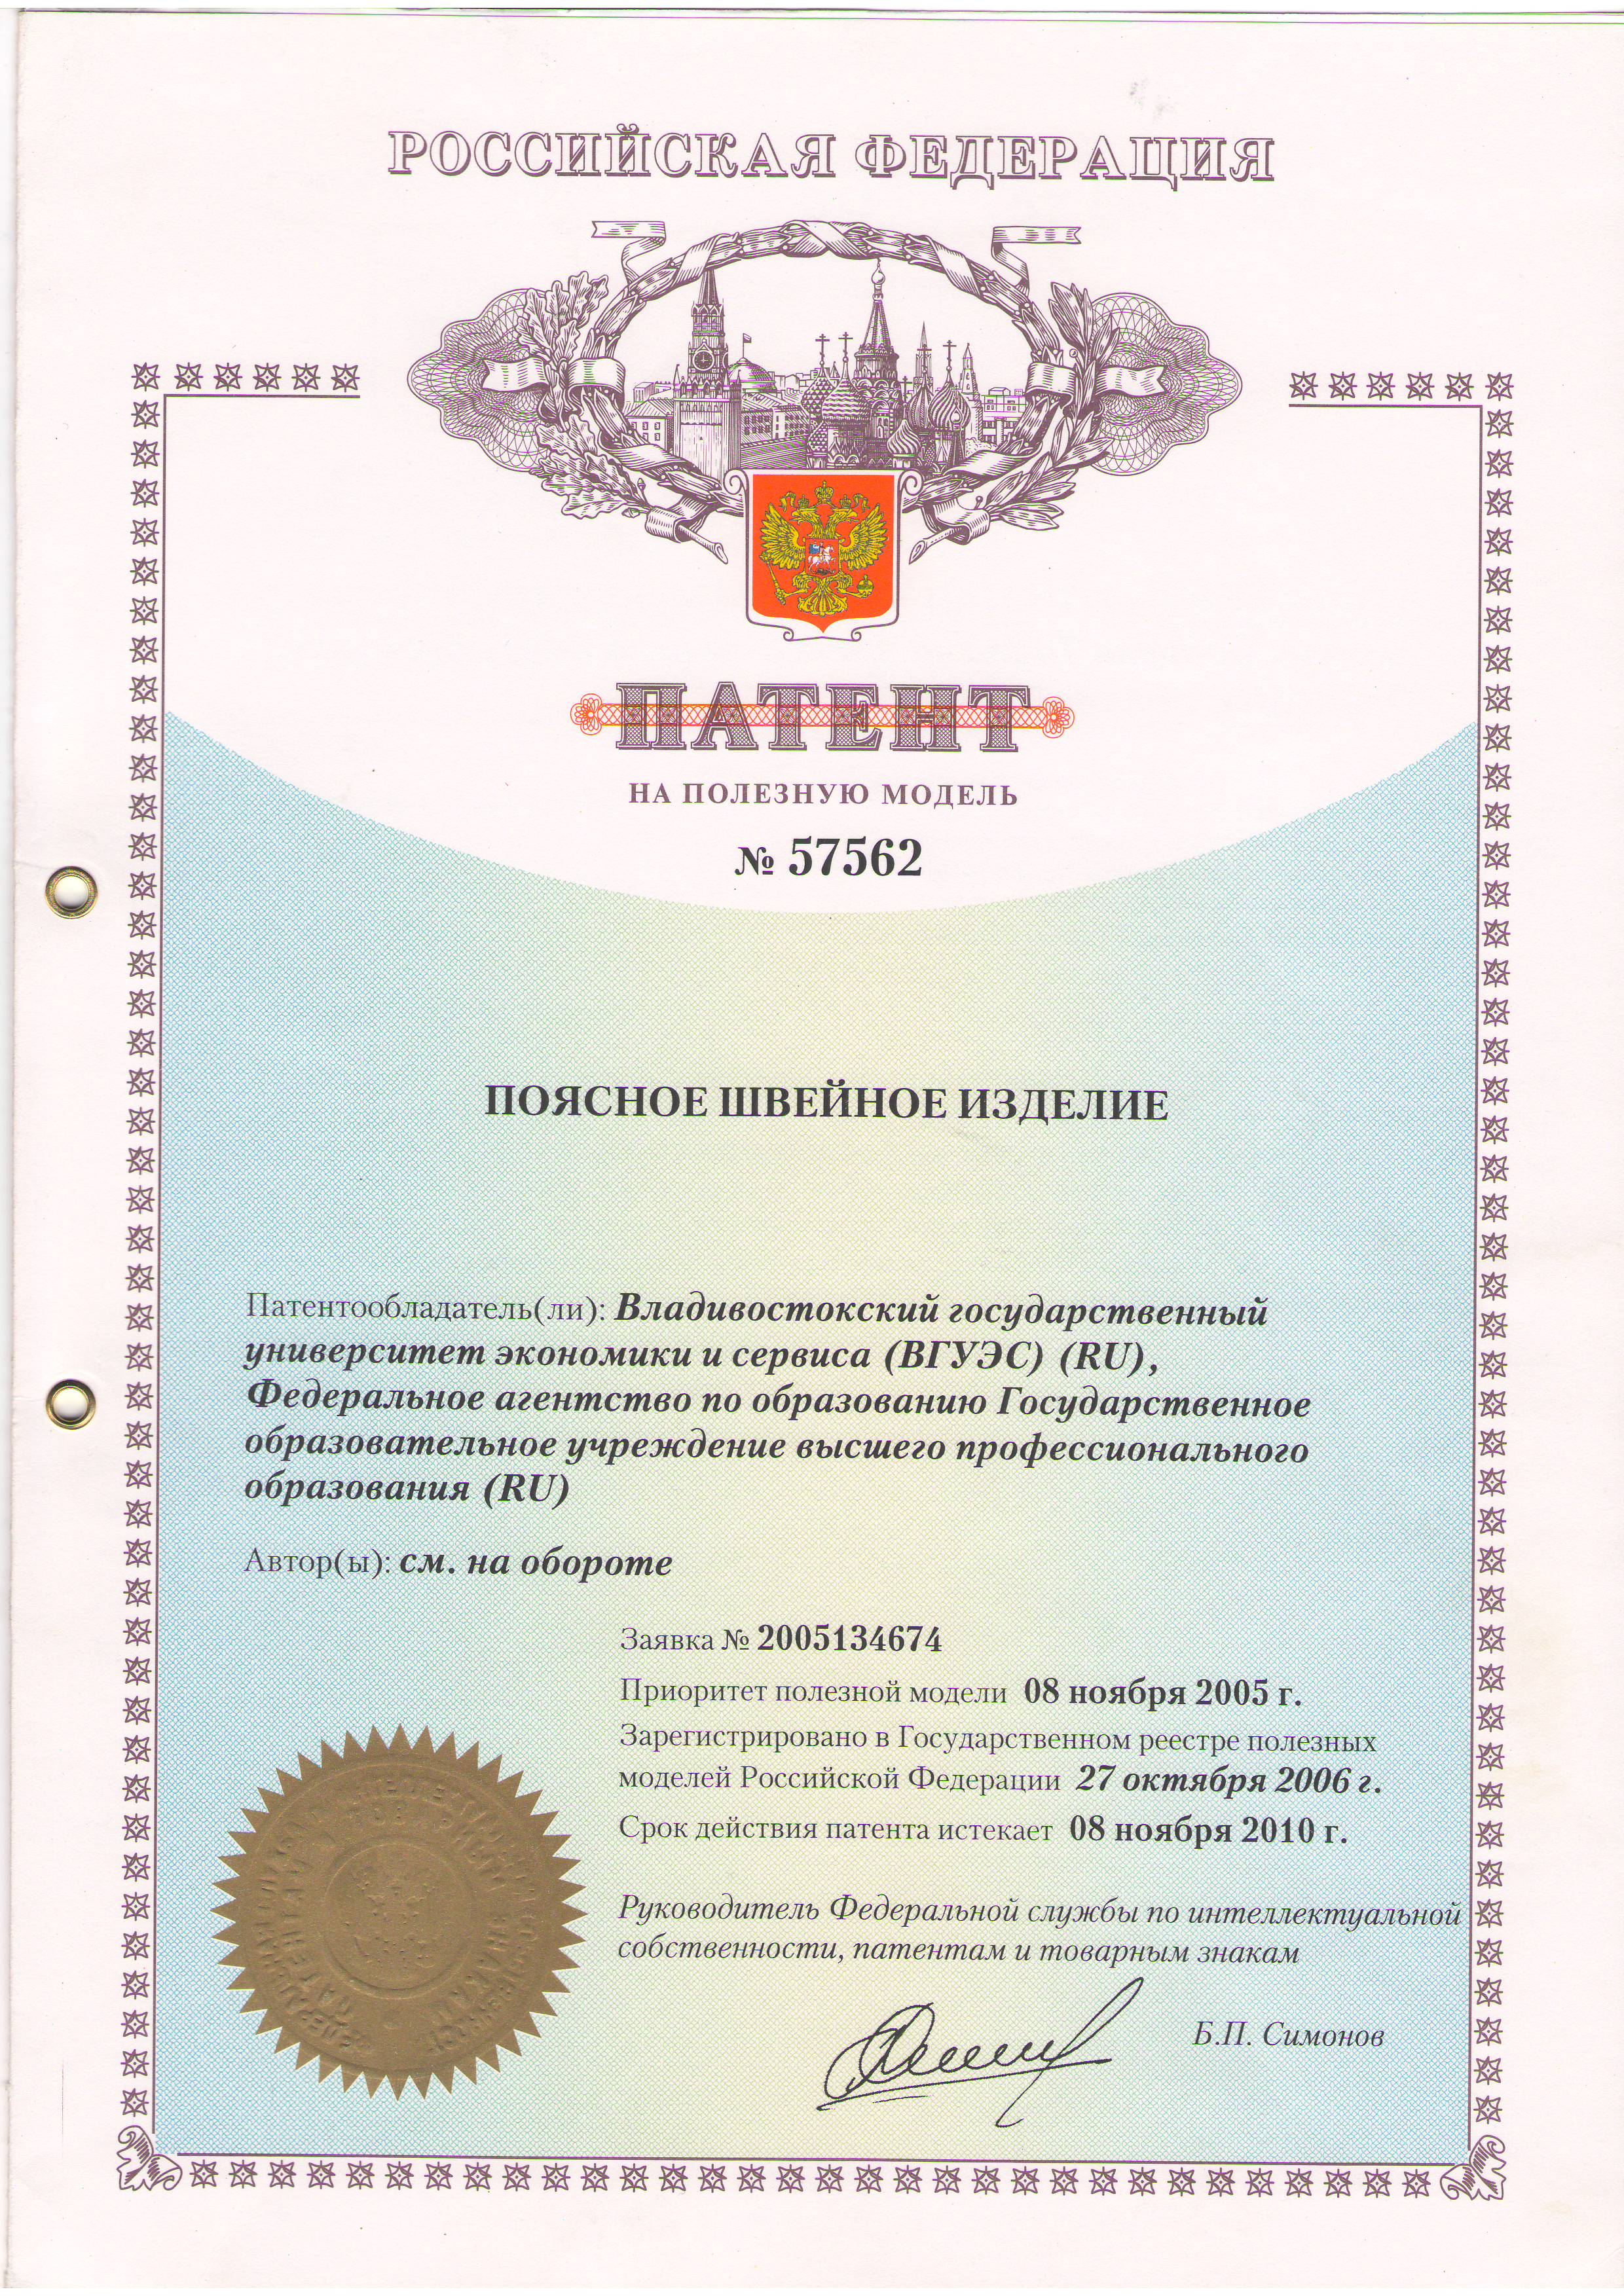 РОССИЙСКАЯ ФЕДЕРАЦИЯ
ПАТЕНТ
НА ПОЛЕЗНУЮ МОДЕЛЬ
№ 57562
ПОЯСНОЕ ШВЕЙНОЕ ИЗДЕЛИЕ
Патентообладатель(ли): Владивостокский государственный
университет экономики и сервиса (ВГУЭС) (RU),
Федеральное агентство по образованию Государственное
образовательное учреждение высшего профессионального
образования (RU)
Автор(ы): см. на обороте
Заявка № 2005134674
Приоритет полезной модели 08 ноября 2005 г.
Зарегистрировано в Государственном реестре полезных
моделей Российской Федерации 27 октября 2006 г.
Срок действия патента истекает 08 ноября 2010 г.
Руководитель Федеральной службы по интеллектуальной
собственности, патентам и товарным знакам
Б.П. Симонов